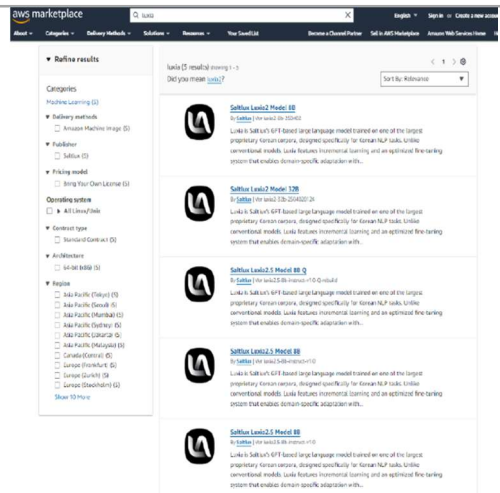 aws marketplace
luxia
English
Sign in or Create a new account
About
Categories
Delivery Methods
Solutions
Resources
Your Saved List
Become a Channel Partner
Sell in AWS Marketplace
Amazon Web Services Home
Refine results
Categories
Machine Learning (5)
Delivery methods
Amazon Machine Image (5)
Publisher
Saltlux (5)
Pricing model
Bring Your Own License (5)
Operating system
All Linux/Unix
Contract type
Standard Contract (5)
Architecture
64-bit (x86) (5)
Region
Asia Pacific (Tokyo) (5)
Asia Pacific (Seoul) (5)
Asia Pacific (Mumbai) (5)
Asia Pacific (Sydney) (5)
Asia Pacific (Jakarta) (5)
Asia Pacific (Malaysia) (5)
Canada (Central) (5)
Europe (Frankfurt) (5)
Europe (Zurich) (5)
Europe (Stockholm) (5)
Show 10 More
luxia (5 results) showing 1 - 5
Did you mean luxis?
1
Sort By: Relevance
Saltlux Luxia2 Model 8B
By Saltlux
Luxia is Saltlux's GPT-based large language model trained on one of the largest
proprietary Korean corpora, designed specifically for Korean NLP tasks. Unlike
conventional models, Luxia features incremental learning and an optimized fine-tuning
system that enables domain-specific adaptation with...
Saltlux Luxia2 Model 32B
By Saltlux
Luxia is Saltlux's GPT-based large language model trained on one of the largest
proprietary Korean corpora, designed specifically for Korean NLP tasks. Unlike
conventional models, Luxia features incremental learning and an optimized fine-tuning
system that enables domain-specific adaptation with...
Saltlux Luxia2.5 Model 8B Q
By Saltlux
Luxia is Saltlux's GPT-based large language model trained on one of the largest
proprietary Korean corpora, designed specifically for Korean NLP tasks. Unlike
conventional models, Luxia features incremental learning and an optimized fine-tuning
system that enables domain-specific adaptation with...
Saltlux Luxia2.5 Model 8B
By Saltlux
Luxia is Saltlux's GPT-based large language model trained on one of the largest
proprietary Korean corpora, designed specifically for Korean NLP tasks. Unlike
conventional models, Luxia features incremental learning and an optimized fine-tuning
system that enables domain-specific adaptation with...
Saltlux Luxia2.5 Model 8B
By Saltlux
Luxia is Saltlux's GPT-based large language model trained on one of the largest
proprietary Korean corpora, designed specifically for Korean NLP tasks. Unlike
conventional models, Luxia features incremental learning and an optimized fine-tuning
system that enables domain-specific adaptation with...